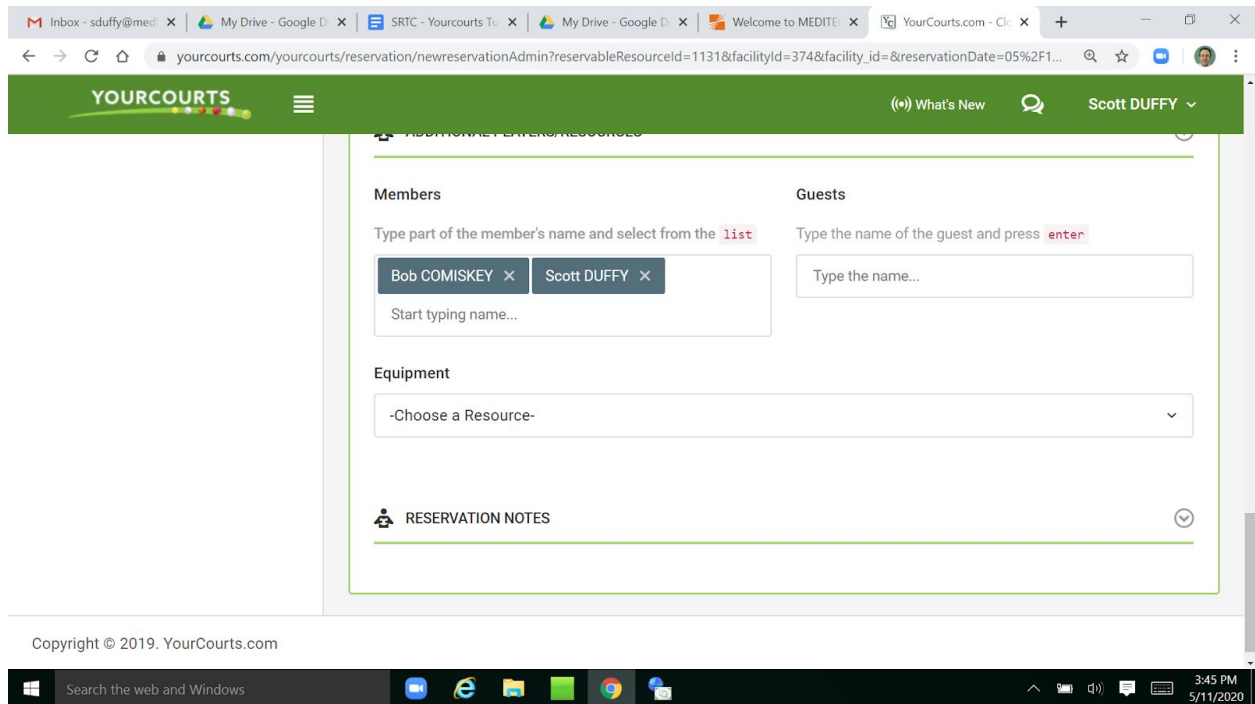 Inbox - sduffy@med
My Drive - Google D
SRTC - Yourcourts Tu
My Drive - Google D
Welcome to MEDITE
YourCourts.com - Clo
yourcourts.com/yourcourts/reservation/newreservationAdmin?reservableResourceId=1131&facilityId=374&facility_id=&reservationDate=05%2F1...
YOURCOURTS
What's New
Scott DUFFY
ADDITIONAL PLAYERS/RESOURCES
Members
Guests
Type part of the member's name and select from the list
Type the name of the guest and press enter
Bob COMISKEY × Scott DUFFY ×
Type the name...
Start typing name...
Equipment
-Choose a Resource-
RESERVATION NOTES
Copyright © 2019. YourCourts.com
Search the web and Windows
3:45 PM
5/11/2020